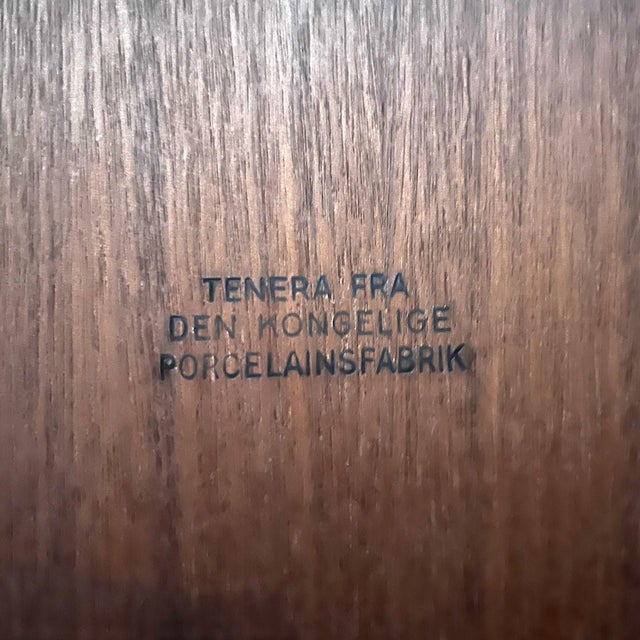 TENERA FRA
DEN KONGELIGE
PORCELAINSFABRIK